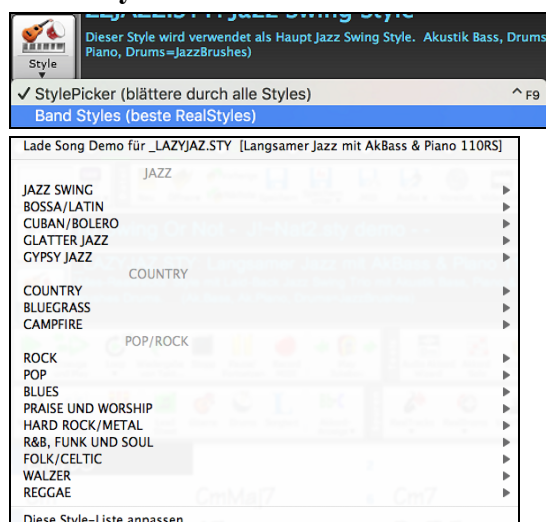 ZZJAZZ.STY: Jazz Swing Style
Dieser Style wird verwendet als Haupt Jazz Swing Style. Akustik Bass, Drums
Piano, Drums=JazzBrushes)
Style
✓ StylePicker (blättere durch alle Styles) ^ F9
Band Styles (beste RealStyles)
Lade Song Demo für _LAZYJAZ.STY [Langsamer Jazz mit AkBass & Piano 110RS]
JAZZ
JAZZ SWING
BOSSA/LATIN
CUBAN/BOLERO
GLATTER JAZZ
GYPSY JAZZ
COUNTRY
COUNTRY
BLUEGRASS
CAMPFIRE
POP/ROCK
ROCK
POP
BLUES
PRAISE UND WORSHIP
HARD ROCK/METAL
R&B, FUNK UND SOUL
FOLK/CELTIC
WALZER
REGGAE
Diese Style-Liste anpassen